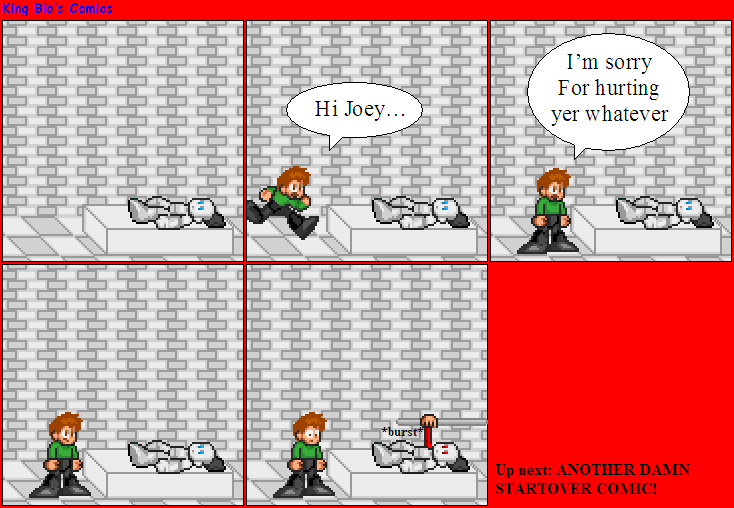 King Bio's Comics
Hi Joey...
I'm sorry
For hurting
yer whatever
*burst*
Up next: ANOTHER DAMN
STARTOVER COMIC!